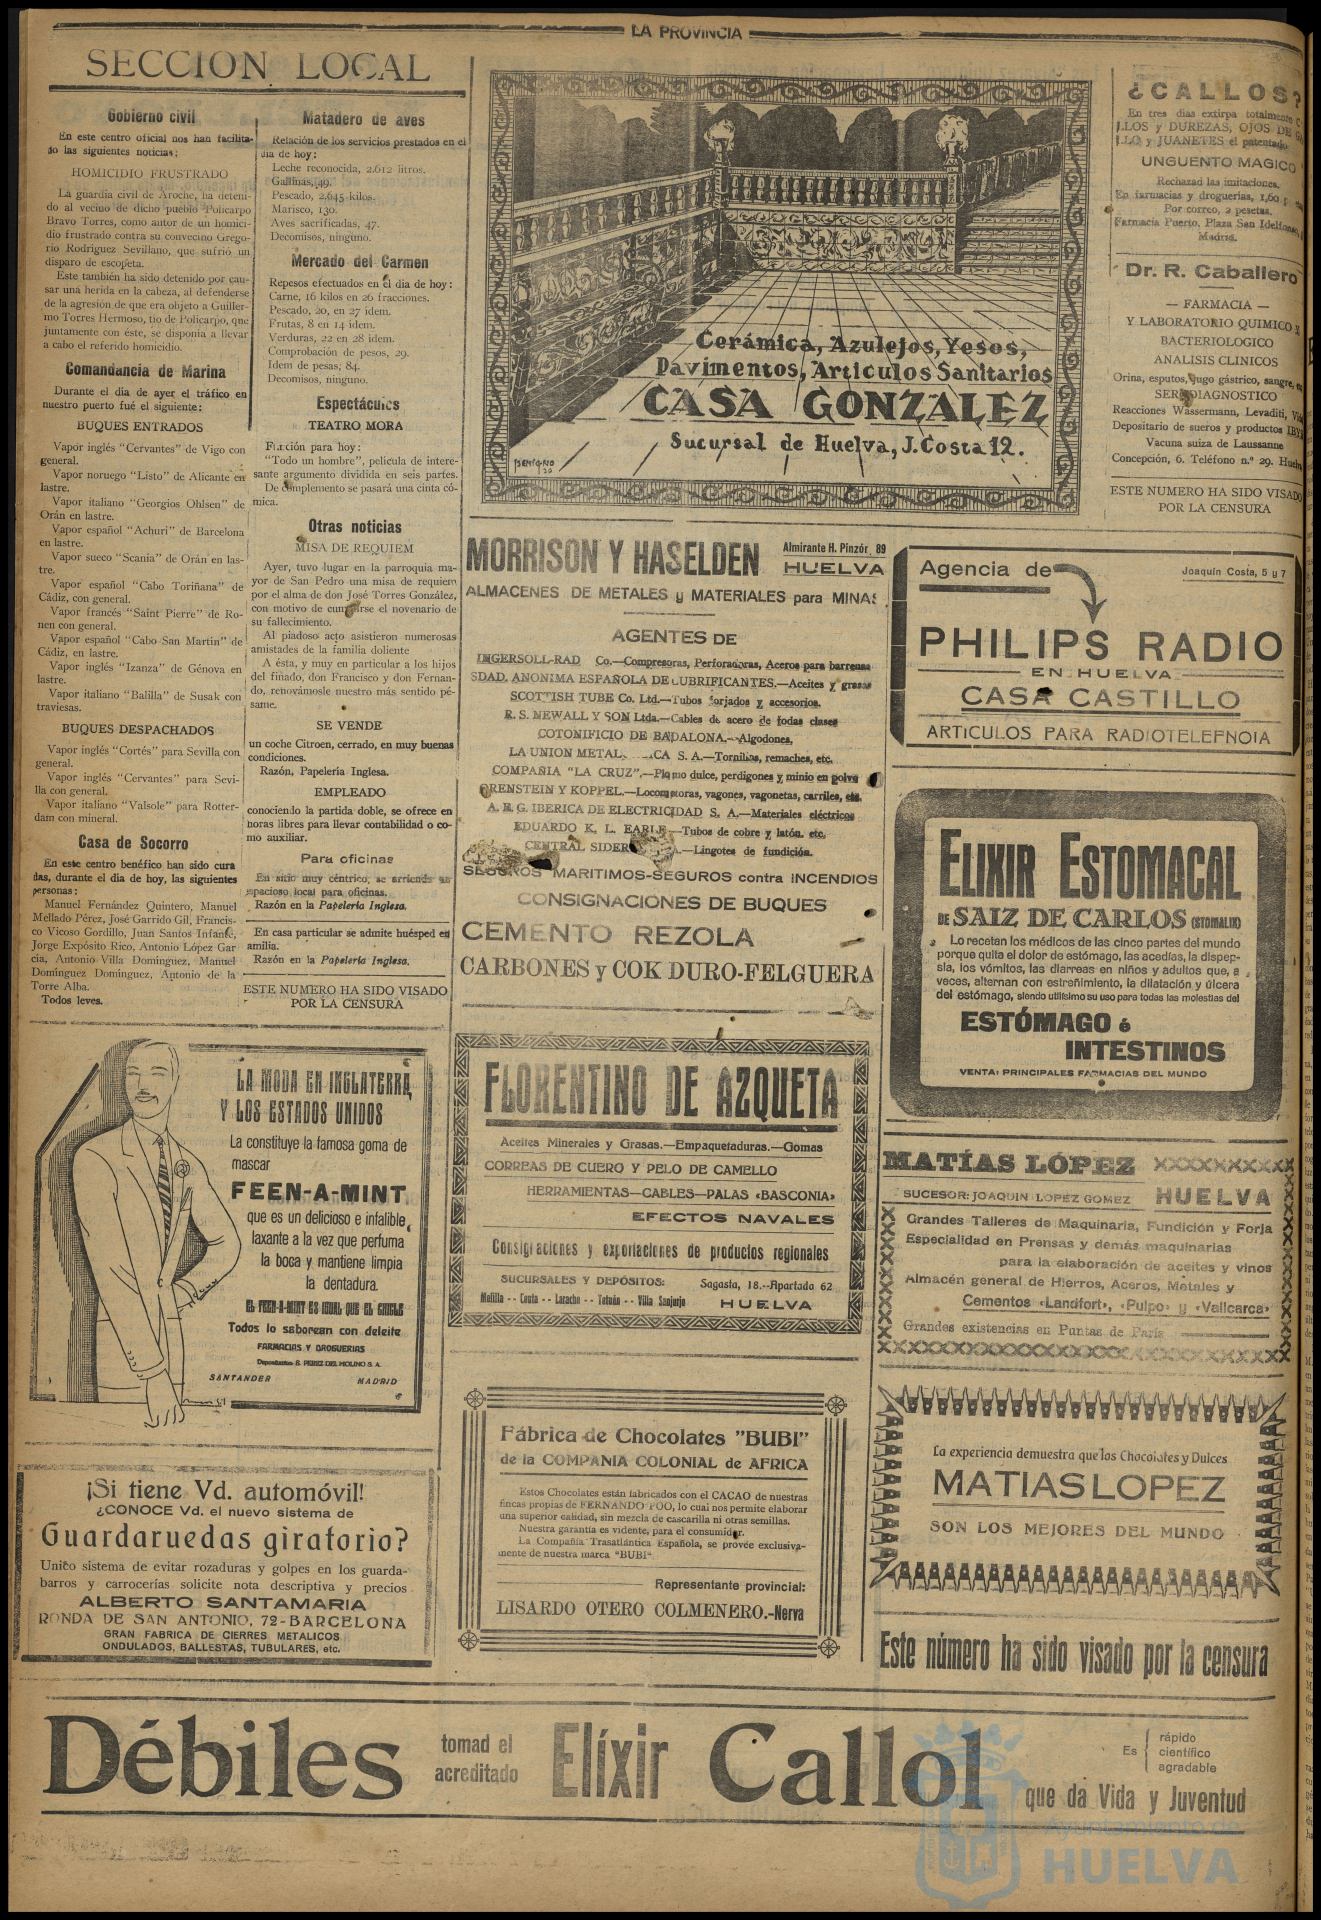 LA PROVINCIA
SECCION LOCAL
Gobierno civil
En este centro oficial nos han facilita-
do las siguientes noticias:
HOMICIDIO FRUSTRADO
La guardia civil de Aroche, ha deteni-
do al vecino de dicho pueblo Policarpo
Bravo Torres, como autor de un homici-
dio frustrado contra su convecino Grego-
rio Rodríguez Sevillano, que sufrió un
disparo de escopeta.
Este también ha sido detenido por cau-
sar una herida en la cabeza, al defenderse
de la agresión de que era objeto a Guiller-
mo Torres Hermoso, tio de Policarpo, que
juntamente con éste, se disponia a llevar
a cabo el referido homicidio.
Comandancia de Marina
Durante el día de ayer el tráfico en
nuestro puerto fué el siguiente:
BUQUES ENTRADOS
Vapor inglés "Cervantes" de Vigo con
general.
Vapor noruego "Listo" de Alicante en
lastre.
Vapor italiano "Georgios Ohlsen" de
Orán en lastre.
Vapor español "Achuri" de Barcelona
en lastre.
Vapor sueco "Scania" de Orán en las-
tre.
Vapor español "Cabo Toriñana" de
Cádiz, con general.
Vapor francés "Saint Pierre" de Ro-
nen con general.
Vapor español "Cabo San Martin" de
Cádiz, en lastre.
Vapor inglés "Izanza" de Génova en
lastre.
Vapor italiano "Balilla" de Susak con
traviesas.
BUQUES DESPACHADOS
Vapor inglés "Cortés" para Sevilla con
general.
Vapor inglés "Cervantes" para Sevi-
lla con general.
Vapor italiano "Valsole" para Rotter-
dam con mineral.
Casa de Socorro
En este centro benéfico han sido cura
das, durante el dia de hoy, las siguientes
personas:
Manuel Fernández Quintero, Manuel
Mellado Pérez, José Garrido Gil, Francis-
co Vicoso Gordillo, Juan Santos Infante,
Jorge Expósito Rico, Antonio López Gar
cia, Antonio Villa Domínguez, Manuel
Domínguez Domínguez, Antonio de la
Torre Alba.
Todos leves.
Matadero de aves
Relación de los servicios prestados en el
día de hoy:
Leche reconocida, 2.612 litros.
Gallinas, 49.
Pescado, 2.645 kilos.
Marisco, 130.
Aves sacrificadas, 47.
Decomisos, ninguno.
Mercado del Carmen
Repesos efectuados en el día de hoy:
Carne, 16 kilos en 26 fracciones.
Pescado, 20, en 27 idem.
Frutas, 8 en 14 idem.
Verduras, 22 en 28 idem.
Comprobación de pesos, 29.
Idem de pesas, 84.
Decomisos, ninguno.
Espectáculos
TEATRO MORA
Función para hoy:
"Todo un hombre", película de intere-
sante argumento dividida en seis partes.
De complemento se pasará una cinta có-
mica.
Otras noticias
MISA DE REQUIEM
Ayer, tuvo lugar en la parroquia ma-
yor de San Pedro una misa de requiem
por el alma de don José Torres González,
con motivo de cumplirse el novenario de
su fallecimiento.
Al piadoso acto asistieron numerosas
amistades de la familia doliente
A ésta, y muy en particular a los hijos
del finado, don Francisco y don Fernan-
do, renovámosle nuestro más sentido pé-
same.
SE VENDE
un coche Citroen, cerrado, en muy buenas
condiciones.
Razón, Papelería Inglesa.
EMPLEADO
conociendo la partida doble, se ofrece en
horas libres para llevar contabilidad o co-
mo auxiliar.
Para oficinas
En sitio muy céntrico, se arrienda un
espacioso local para oficinas.
Razón en la Papelería Inglesa.
En casa particular se admite huésped en
amilia.
Razón en la Papelería Inglesa.
ESTE NUMERO HA SIDO VISADO
POR LA CENSURA
Cerámica, Azulejos, Yesos,
Pavimentos, Articulos Sanitarios
CASA GONZALEZ
Sucursal de Huelva, J. Costa 12.
¿CALLOS?
En tres dias extirpa totalmente
LLOS y DUREZAS, OJOS DE
LLO y JUANETES el patentado
UNGUENTO MAGICO
Rechazad las imitaciones.
En farmacias y droguerias, 1,60
Por correo, 2 pesetas.
Farmacia Puerto. Plaza San Idelfonso,
Madrid.
Dr. R. Caballero
— FARMACIA —
Y LABORATORIO QUIMICO
BACTERIOLOGICO
ANALISIS CLINICOS
Orina, esputos, jugo gástrico, sangre,
SERODIAGNOSTICO
Reacciones Wassermann, Levaditi,
Depositario de sueros y productos IBYS
Vacuna suiza de Laussanne
Concepción, 6. Teléfono n.º 29. Huelva
ESTE NUMERO HA SIDO VISADO
POR LA CENSURA
MORRISON Y HASELDEN
Almirante H. Pinzón, 89
HUELVA
ALMACENES DE METALES y MATERIALES para MINAS
AGENTES DE
INGERSOLL-RAD Co.—Compresoras, Perforadoras, Aceros para barrenas
SDAD. ANONIMA ESPAÑOLA DE LUBRIFICANTES.—Aceites y grasas
SCOTTISH TUBE Co. Ltd.—Tubos forjados y accesorios.
R. S. NEWALL Y SON Ltda.—Cables de acero de todas clases
COTONIFICIO DE BADALONA.—Algodones.
LA UNION METAL CA S. A.—Tornillos, remaches, etc.
COMPAÑIA "LA CRUZ".—Plomo dulce, perdigones y minio en polvo
ORENSTEIN Y KOPPEL.—Locomotoras, vagones, vagonetas, carriles, etc.
A. E. G. IBERICA DE ELECTRICIDAD S. A.—Materiales eléctricos
EDUARDO K. L. EARLE.—Tubos de cobre y latón. etc.
CENTRAL SIDER .—Lingotes de fundición.
SEGUROS MARITIMOS-SEGUROS contra INCENDIOS
CONSIGNACIONES DE BUQUES
CEMENTO REZOLA
CARBONES y COK DURO-FELGUERA
Agencia de
Joaquín Costa, 5 y 7
PHILIPS RADIO
EN HUELVA
CASA CASTILLO
ARTICULOS PARA RADIOTELEFNOIA
ELIXIR ESTOMACAL
DE SAIZ DE CARLOS (STOMALIX)
Lo recetan los médicos de las cinco partes del mundo
porque quita el dolor de estómago, las acedías, la dispep-
sia, los vómitos, las diarreas en niños y adultos que, a
veces, alternan con estreñimiento, la dilatación y úlcera
del estómago, siendo utilísimo su uso para todas las molestias del
ESTÓMAGO é
INTESTINOS
VENTA: PRINCIPALES FARMACIAS DEL MUNDO
LA MODA EN INGLATERRA
Y LOS ESTADOS UNIDOS
La constituye la famosa goma de
mascar
FEEN-A-MINT
que es un delicioso e infalible
laxante a la vez que perfuma
la boca y mantiene limpia
la dentadura.
EL FEEN-A-MINT ES IGUAL QUE EL CHICLE
Todos lo saborean con deleite
FARMACIAS Y DROGUERIAS
Depositarios S. PEREZ DEL MOLINO S. A.
SANTANDER MADRID
FLORENTINO DE AZQUETA
Aceites Minerales y Grasas.—Empaquetaduras.—Gomas
CORREAS DE CUERO Y PELO DE CAMELLO
HERRAMIENTAS—CABLES—PALAS «BASCONIA»
EFECTOS NAVALES
Consignaciones y exportaciones de productos regionales
SUCURSALES Y DEPÓSITOS: Sagasta, 18.--Apartado 62
Melilla -- Ceuta -- Larache -- Tetuán -- Villa Sanjurjo HUELVA
MATÍAS LÓPEZ
SUCESOR: JOAQUIN LOPEZ GOMEZ HUELVA
Grandes Talleres de Maquinaria, Fundición y Forja
Especialidad en Prensas y demás maquinarias
para la elaboración de aceites y vinos
Almacén general de Hierros, Aceros, Metales y
Cementos «Landfort», «Pulpo» y «Vallcarca»
Grandes existencias en Puntas de París
Fábrica de Chocolates "BUBI"
de la COMPANIA COLONIAL de AFRICA
Estos Chocolates están fabricados con el CACAO de nuestras
fincas propias de FERNANDO POO, lo cual nos permite elaborar
una superior calidad, sin mezcla de cascarilla ni otras semillas.
Nuestra garantía es vidente, para el consumidor.
La Compañía Trasatlántica Española, se provée exclusiva-
mente de nuestra marca "BUBI".
Representante provincial:
LISARDO OTERO COLMENERO.-Nerva
La experiencia demuestra que los Chocolates y Dulces
MATIAS LOPEZ
SON LOS MEJORES DEL MUNDO
Este número ha sido visado por la censura
¡Si tiene Vd. automóvil!
¿CONOCE Vd. el nuevo sistema de
Guardaruedas giratorio?
Unico sistema de evitar rozaduras y golpes en los guarda-
barros y carrocerías solicite nota descriptiva y precios
ALBERTO SANTAMARIA
RONDA DE SAN ANTONIO, 72-BARCELONA
GRAN FABRICA DE CIERRES METALICOS
ONDULADOS, BALLESTAS, TUBULARES, etc.
Débiles tomad el
acreditado Elíxir Callol
Es rápido
científico
agradable
que da Vida y Juventud
Ayuntamiento de
HUELVA